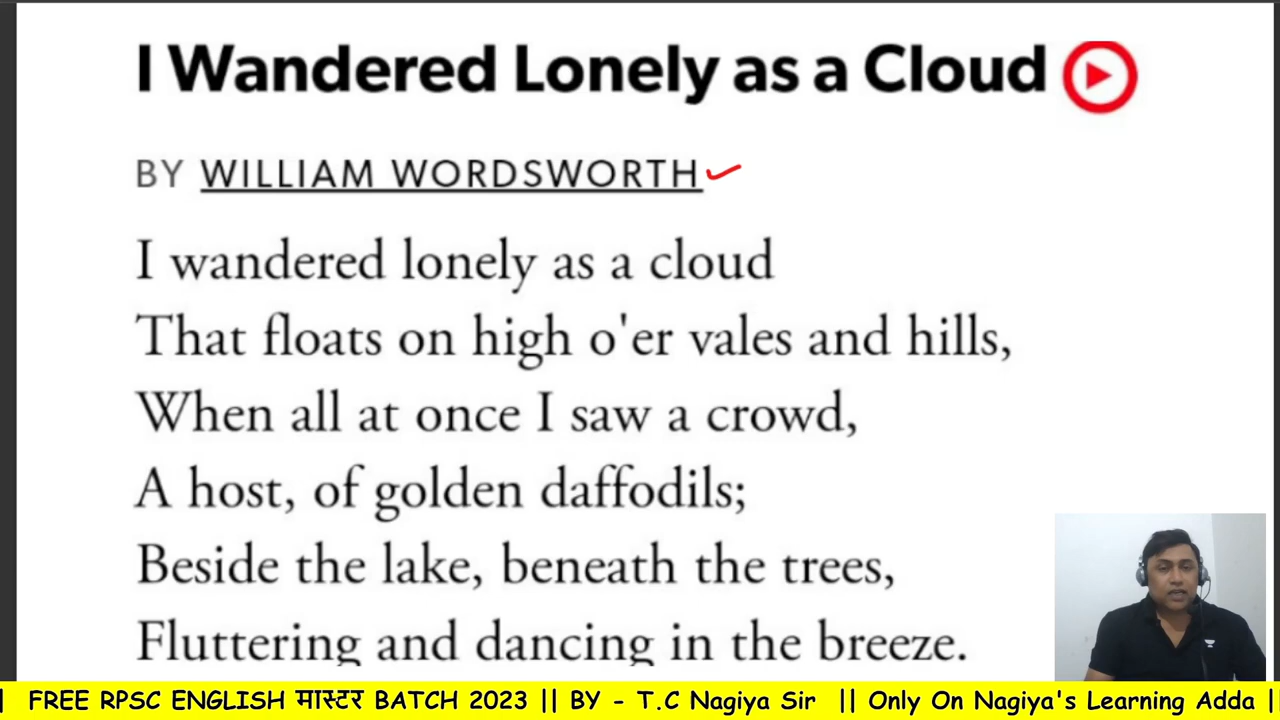 I Wandered Lonely as a Cloud
BY WILLIAM WORDSWORTH
I wandered lonely as a cloud
That floats on high o'er vales and hills,
When all at once I saw a crowd,
A host, of golden daffodils;
Beside the lake, beneath the trees,
Fluttering and dancing in the breeze.
| FREE RPSC ENGLISH मास्टर BATCH 2023 || BY - T.C Nagiya Sir || Only On Nagiya's Learning Adda ||